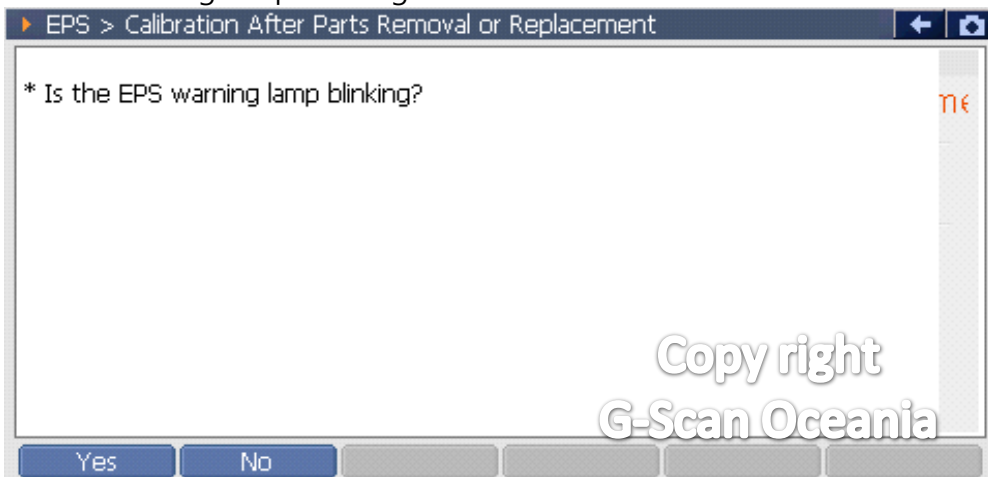 EPS > Calibration After Parts Removal or Replacement
* Is the EPS warning lamp blinking?
me
Copy right
G-Scan Oceania
Yes
No